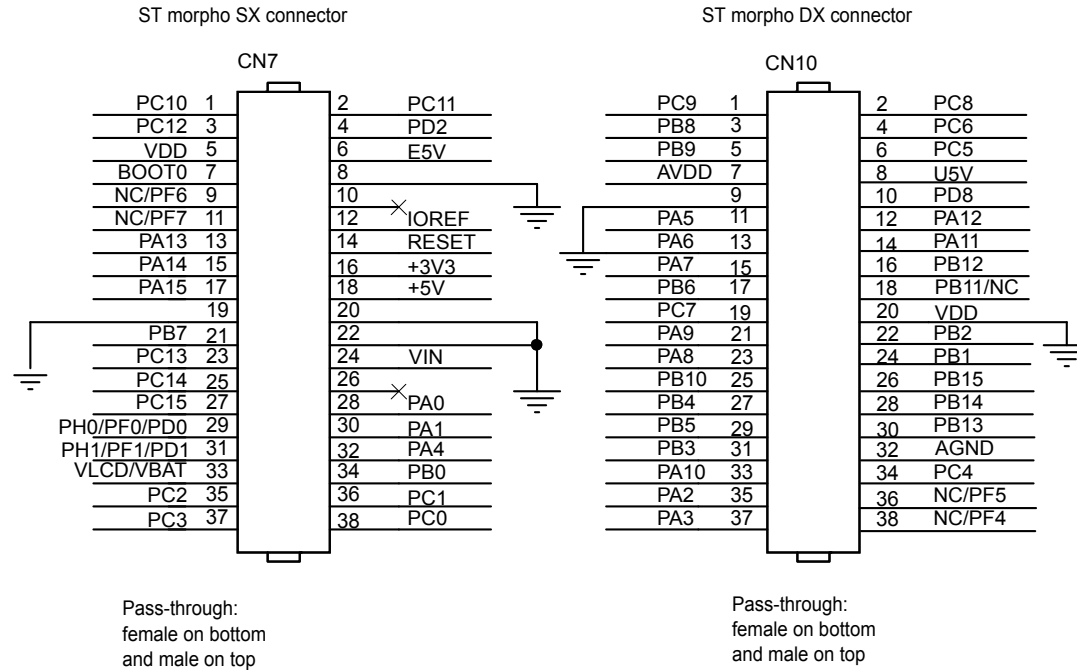 ST morpho SX connector
ST morpho DX connector
CN7
PC10 1 2 PC11
PC12 3 4 PD2
VDD 5 6 E5V
BOOT0 7 8
NC/PF6 9 10
NC/PF7 11 12 IOREF
PA13 13 14 RESET
PA14 15 16 +3V3
PA15 17 18 +5V
19 20
PB7 21 22
PC13 23 24 VIN
PC14 25 26
PC15 27 28 PA0
PH0/PF0/PD0 29 30 PA1
PH1/PF1/PD1 31 32 PA4
VLCD/VBAT 33 34 PB0
PC2 35 36 PC1
PC3 37 38 PC0
Pass-through:
female on bottom
and male on top
CN10
PC9 1 2 PC8
PB8 3 4 PC6
PB9 5 6 PC5
AVDD 7 8 U5V
9 10 PD8
PA5 11 12 PA12
PA6 13 14 PA11
PA7 15 16 PB12
PB6 17 18 PB11/NC
PC7 19 20 VDD
PA9 21 22 PB2
PA8 23 24 PB1
PB10 25 26 PB15
PB4 27 28 PB14
PB5 29 30 PB13
PB3 31 32 AGND
PA10 33 34 PC4
PA2 35 36 NC/PF5
PA3 37 38 NC/PF4
Pass-through:
female on bottom
and male on top